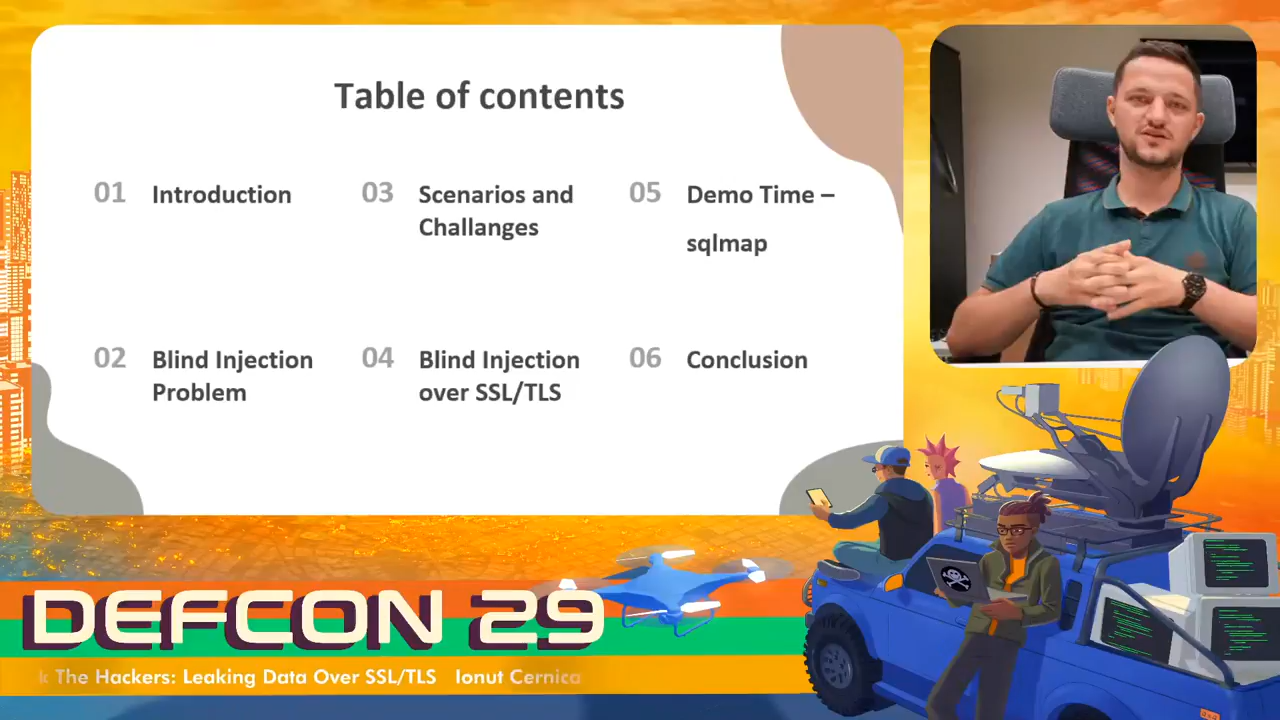 Table of contents
01 Introduction
02 Blind Injection
Problem
03 Scenarios and
Challanges
04 Blind Injection
over SSL/TLS
05 Demo Time –
sqlmap
06 Conclusion
DEFCON 29
k The Hackers: Leaking Data Over SSL/TLS Ionut Cernica